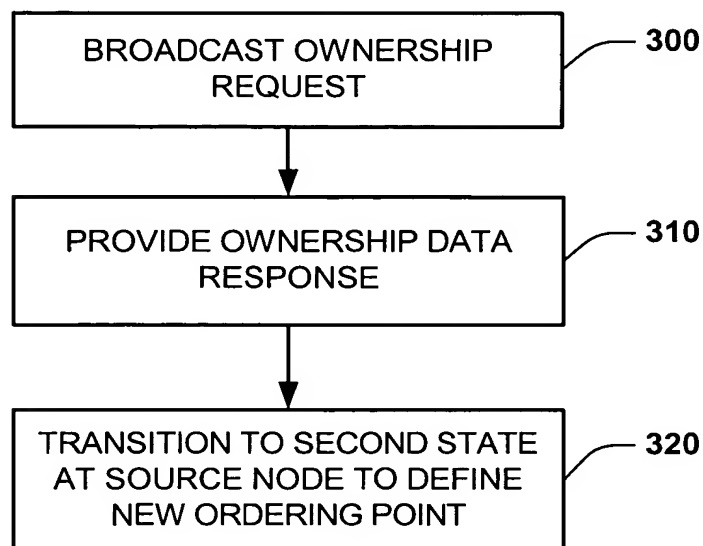 BROADCAST OWNERSHIP
REQUEST
300
PROVIDE OWNERSHIP DATA
RESPONSE
310
TRANSITION TO SECOND STATE
AT SOURCE NODE TO DEFINE
NEW ORDERING POINT
320